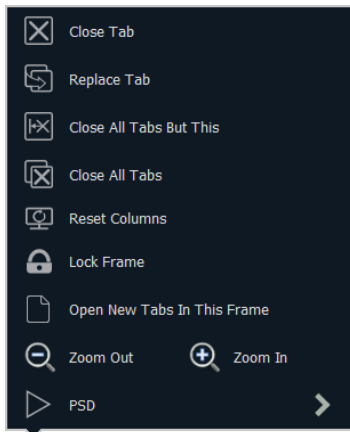 Close Tab
Replace Tab
Close All Tabs But This
Close All Tabs
Reset Columns
Lock Frame
Open New Tabs In This Frame
Zoom Out Zoom In
PSD